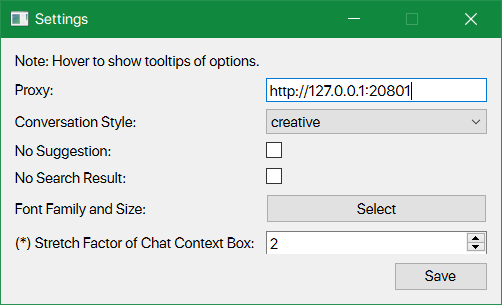 Settings
Note: Hover to show tooltips of options.
Proxy: http://127.0.0.1:20801
Conversation Style: creative
No Suggestion:
No Search Result:
Font Family and Size: Select
(*) Stretch Factor of Chat Context Box: 2
Save